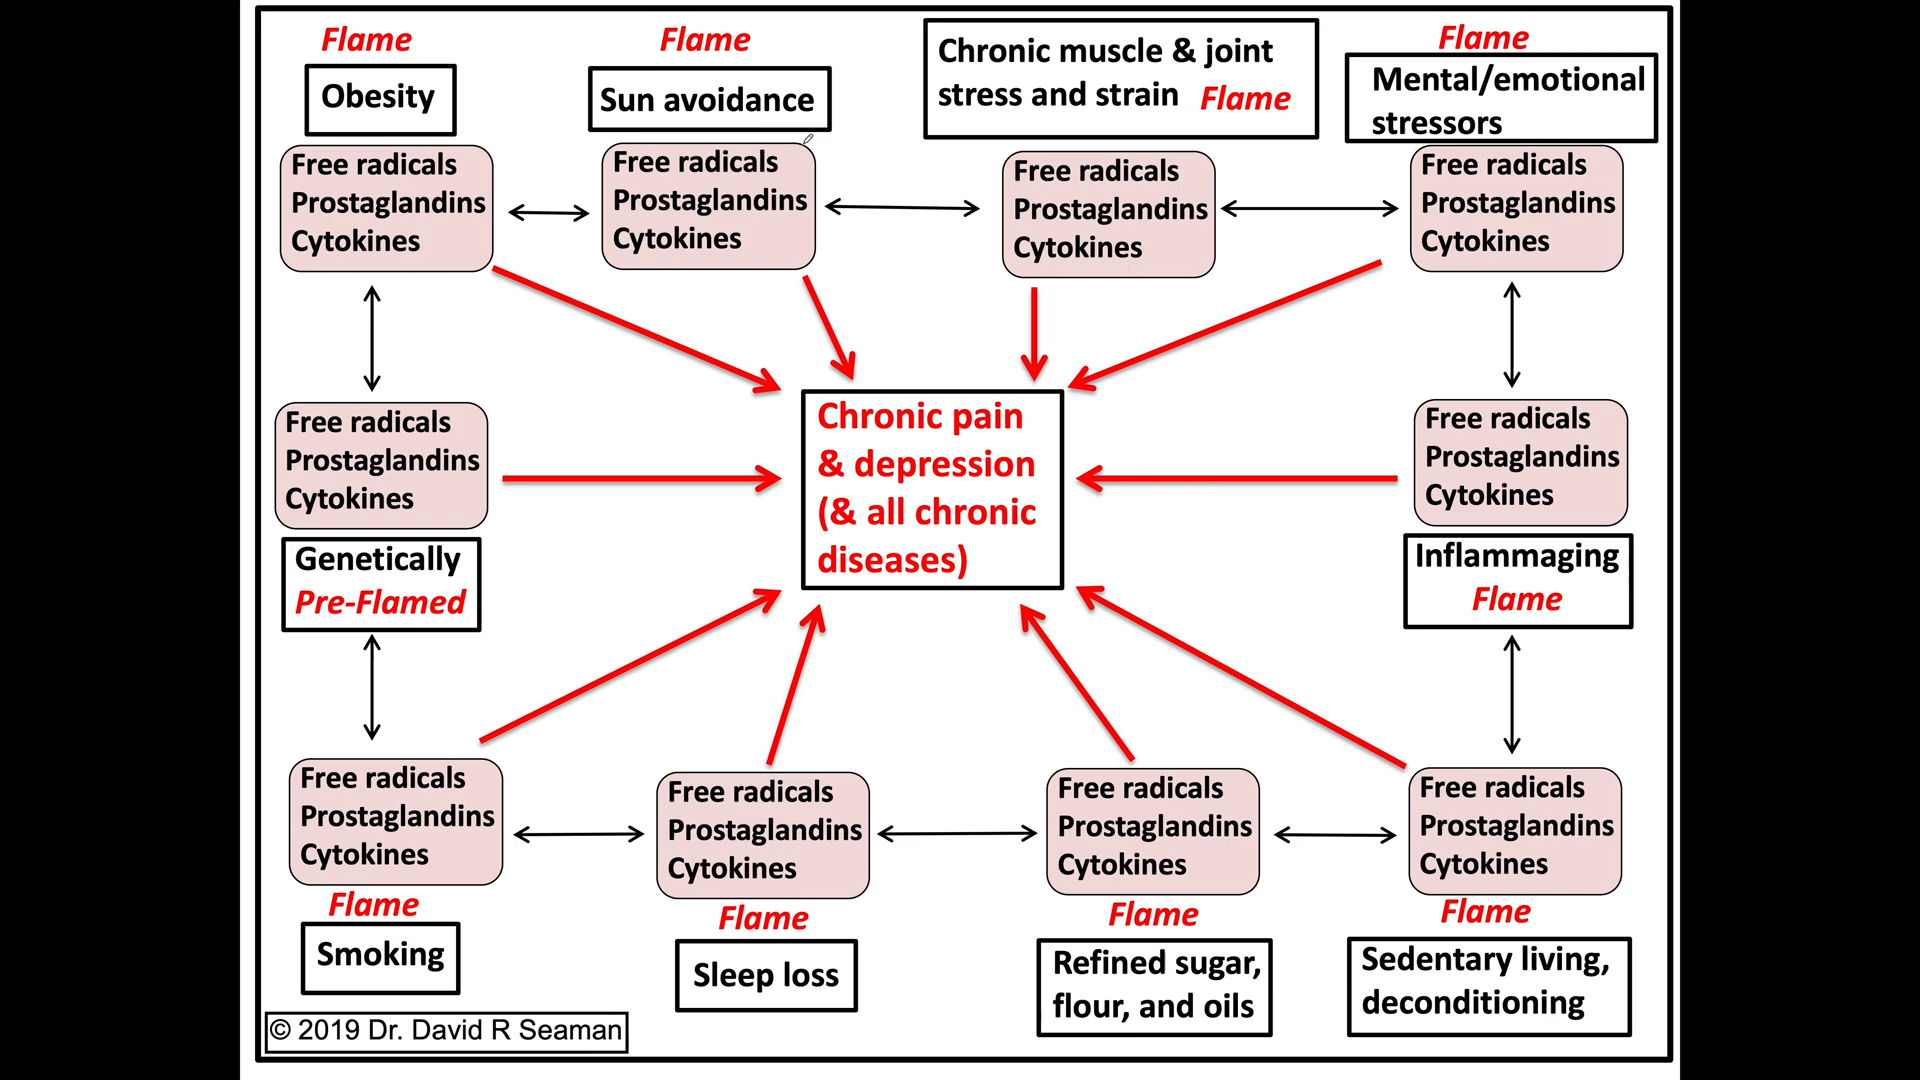 Flame
Obesity
Free radicals
Prostaglandins
Cytokines
Flame
Sun avoidance
Free radicals
Prostaglandins
Cytokines
Chronic muscle & joint
stress and strain Flame
Free radicals
Prostaglandins
Cytokines
Flame
Mental/emotional
stressors
Free radicals
Prostaglandins
Cytokines
Free radicals
Prostaglandins
Cytokines
Genetically
Pre-Flamed
Chronic pain
& depression
(& all chronic
diseases)
Free radicals
Prostaglandins
Cytokines
Inflammaging
Flame
Free radicals
Prostaglandins
Cytokines
Flame
Smoking
Free radicals
Prostaglandins
Cytokines
Flame
Sleep loss
Free radicals
Prostaglandins
Cytokines
Flame
Refined sugar,
flour, and oils
Free radicals
Prostaglandins
Cytokines
Flame
Sedentary living,
deconditioning
© 2019 Dr. David R Seaman